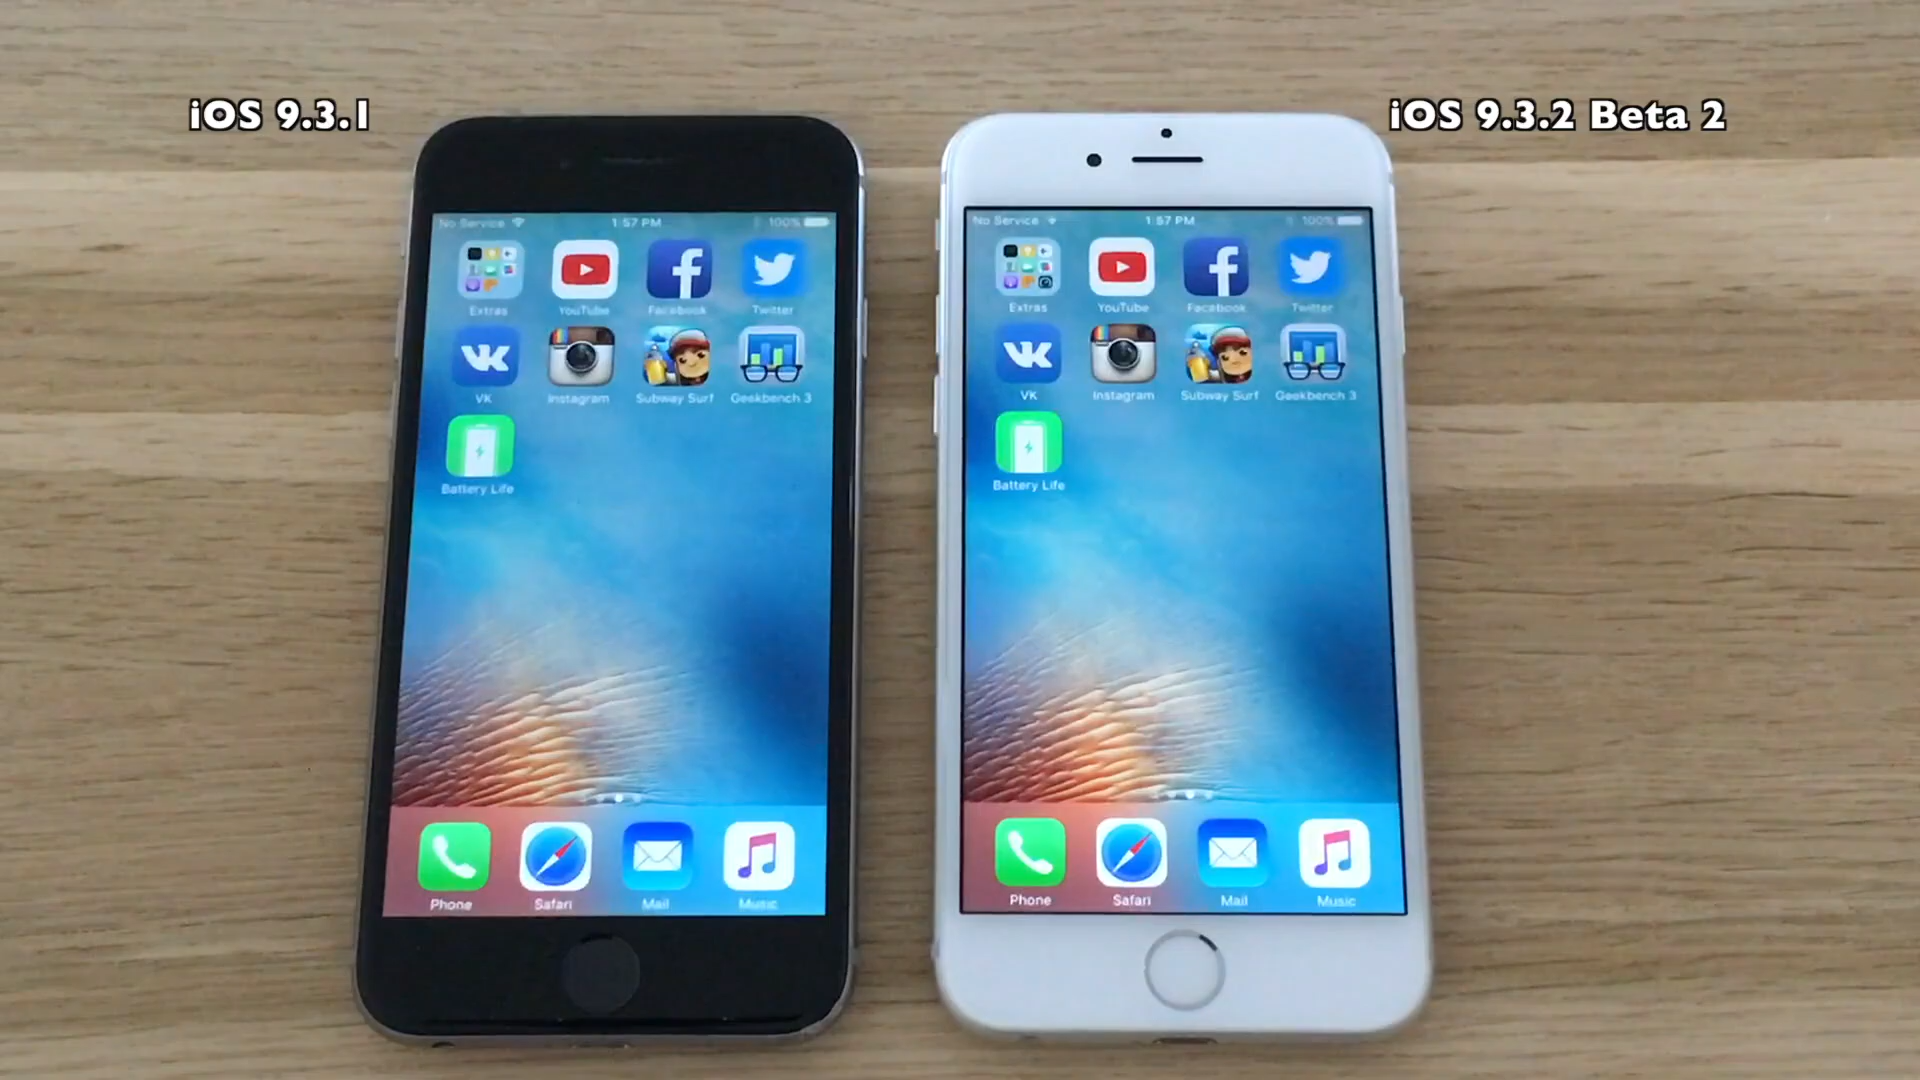 iOS 9.3.1
iOS 9.3.2 Beta 2
No Service 1:57 PM 100%
Extras YouTube Facebook Twitter
VK Instagram Subway Surf Geekbench 3
Battery Life
Phone Safari Mail Music
No Service 1:57 PM 100%
Extras YouTube Facebook Twitter
VK Instagram Subway Surf Geekbench 3
Battery Life
Phone Safari Mail Music